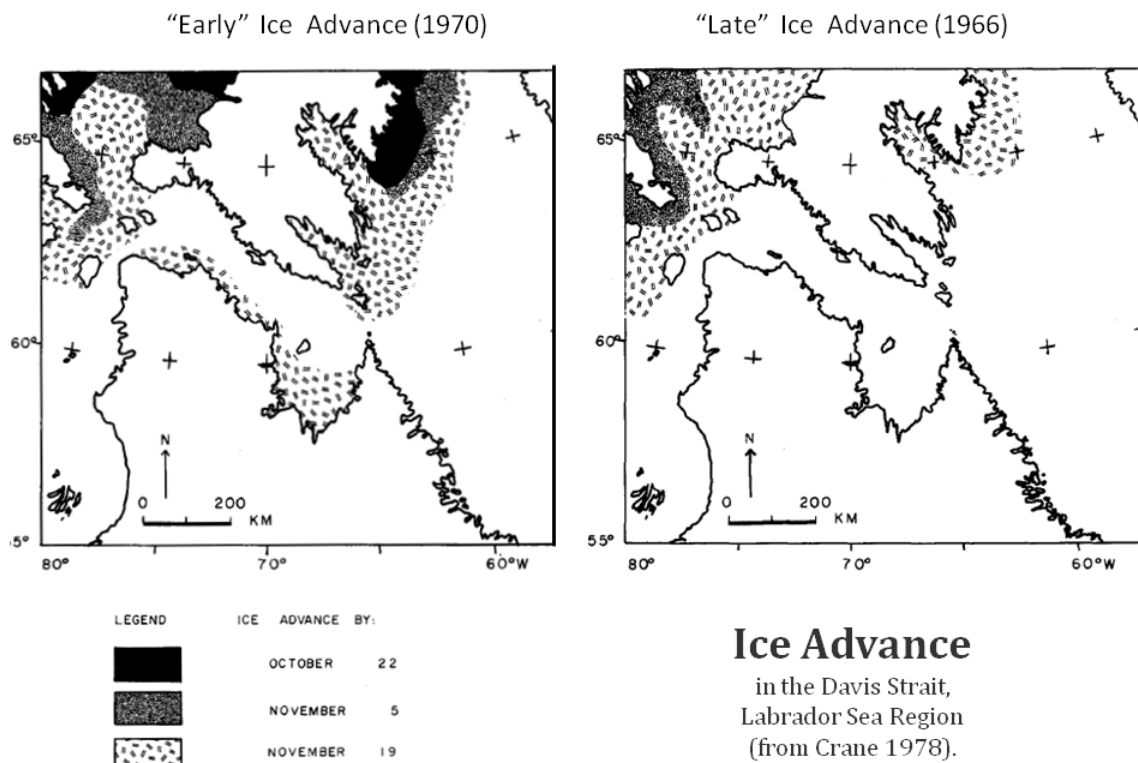 “Early” Ice Advance (1970)
“Late” Ice Advance (1966)
65°
60°
5°
80°
70°
60°W
N
0 200
KM
65°
60°
55°
80°
70°
60°W
N
0 200
KM
LEGEND ICE ADVANCE BY:
OCTOBER 22
NOVEMBER 5
NOVEMBER 19
Ice Advance
in the Davis Strait,
Labrador Sea Region
(from Crane 1978).